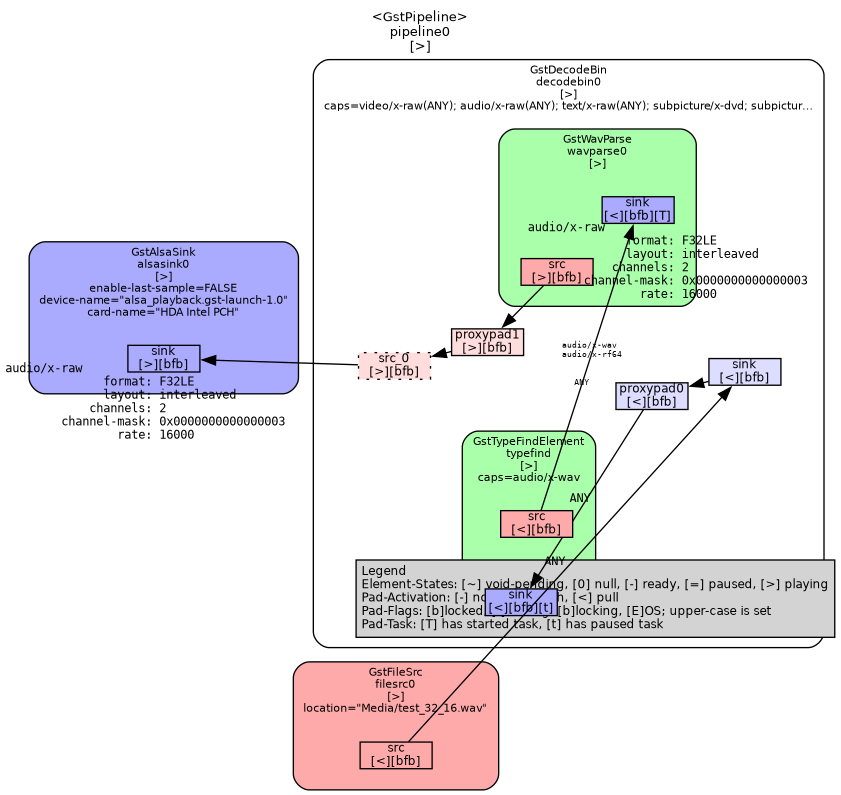 <GstPipeline>
pipeline0
[>]
GstDecodeBin
decodebin0
[>]
caps=video/x-raw(ANY); audio/x-raw(ANY); text/x-raw(ANY); subpicture/x-dvd; subpictur...
GstWavParse
wavparse0
[>]
sink
[<][bfb][T]
audio/x-raw
format: F32LE
layout: interleaved
channels: 2
channel-mask: 0x0000000000000003
rate: 16000
src
[>][bfb]
GstAlsaSink
alsasink0
[>]
enable-last-sample=FALSE
device-name="alsa_playback.gst-launch-1.0"
card-name="HDA Intel PCH"
sink
[>][bfb]
audio/x-raw
format: F32LE
layout: interleaved
channels: 2
channel-mask: 0x0000000000000003
rate: 16000
src_0
[>][bfb]
proxypad1
[>][bfb]
audio/x-wav
audio/x-rf64
ANY
proxypad0
[<][bfb]
sink
[<][bfb]
GstTypeFindElement
typefind
[>]
caps=audio/x-wav
ANY
src
[<][bfb]
ANY
sink
[<][bfb][t]
Legend
Element-States: [~] void-pending, [0] null, [-] ready, [=] paused, [>] playing
Pad-Activation: [-] no h, [<] pull
Pad-Flags: [b]locked, [b]locking, [E]OS; upper-case is set
Pad-Task: [T] has started task, [t] has paused task
GstFileSrc
filesrc0
[>]
location="Media/test_32_16.wav"
src
[<][bfb]